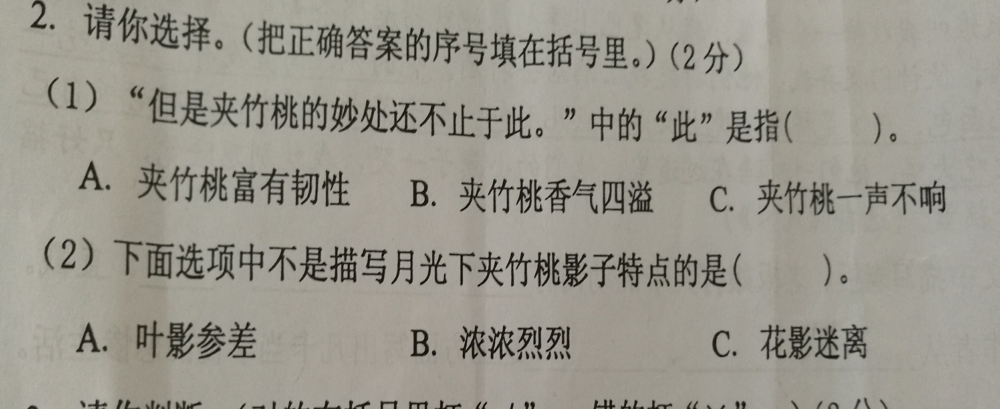 2. 请你选择。（把正确答案的序号填在括号里。）（2分）
（1）“但是夹竹桃的妙处还不止于此。”中的“此”是指(　　)。
A. 夹竹桃富有韧性　B. 夹竹桃香气四溢　C. 夹竹桃一声不响
（2）下面选项中不是描写月光下夹竹桃影子特点的是(　　)。
A. 叶影参差　B. 浓浓烈烈　C. 花影迷离